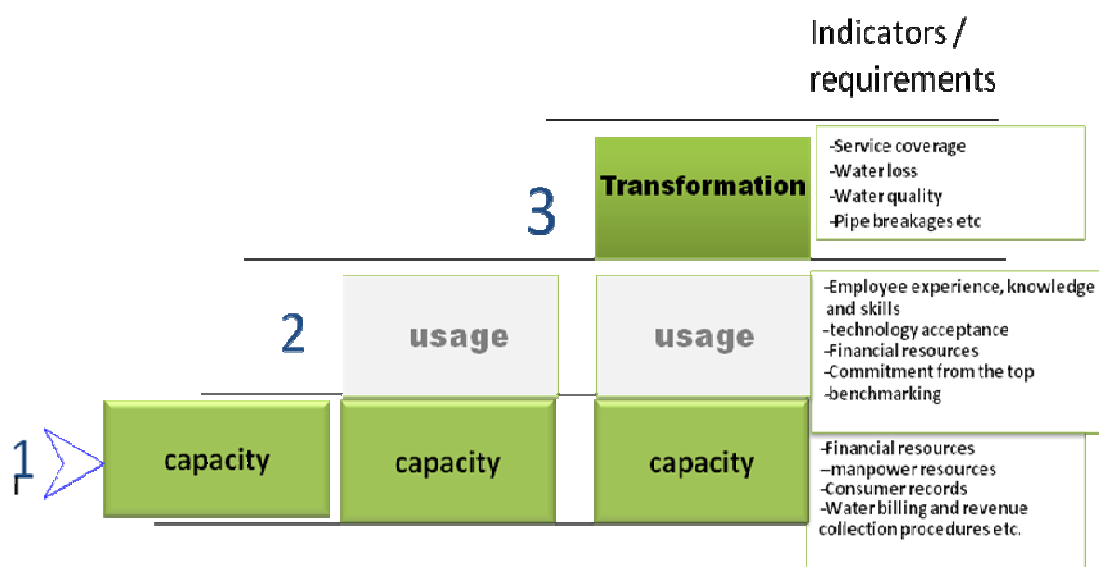 Indicators /
requirements
Transformation
-Service coverage
-Water loss
-Water quality
-Pipe breakages etc
3
2
usage
usage
-Employee experience, knowledge
and skills
-technology acceptance
-Financial resources
-Commitment from the top
-benchmarking
1
capacity
capacity
capacity
-Financial resources
–manpower resources
-Consumer records
-Water billing and revenue
collection procedures etc.